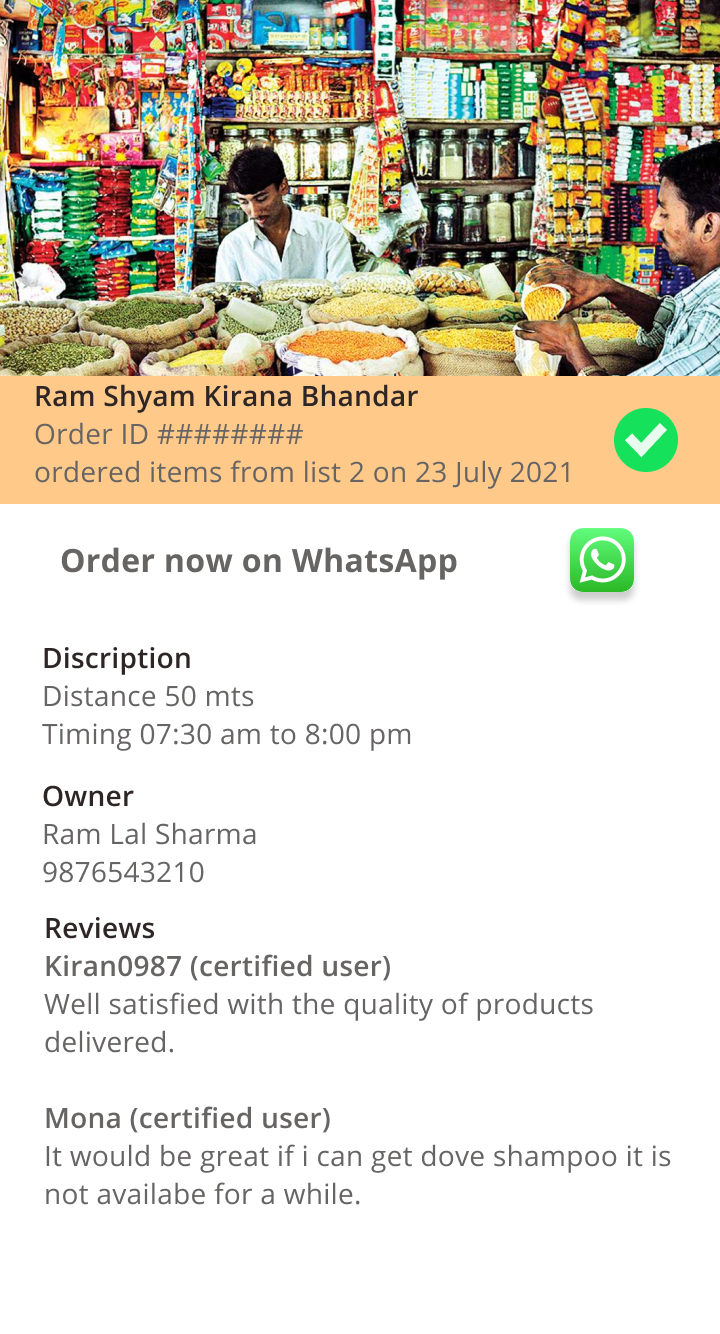 Ram Shyam Kirana Bhandar
Order ID ########
ordered items from list 2 on 23 July 2021
Order now on WhatsApp
Discription
Distance 50 mts
Timing 07:30 am to 8:00 pm
Owner
Ram Lal Sharma
9876543210
Reviews
Kiran0987 (certified user)
Well satisfied with the quality of products
delivered.
Mona (certified user)
It would be great if i can get dove shampoo it is
not availabe for a while.